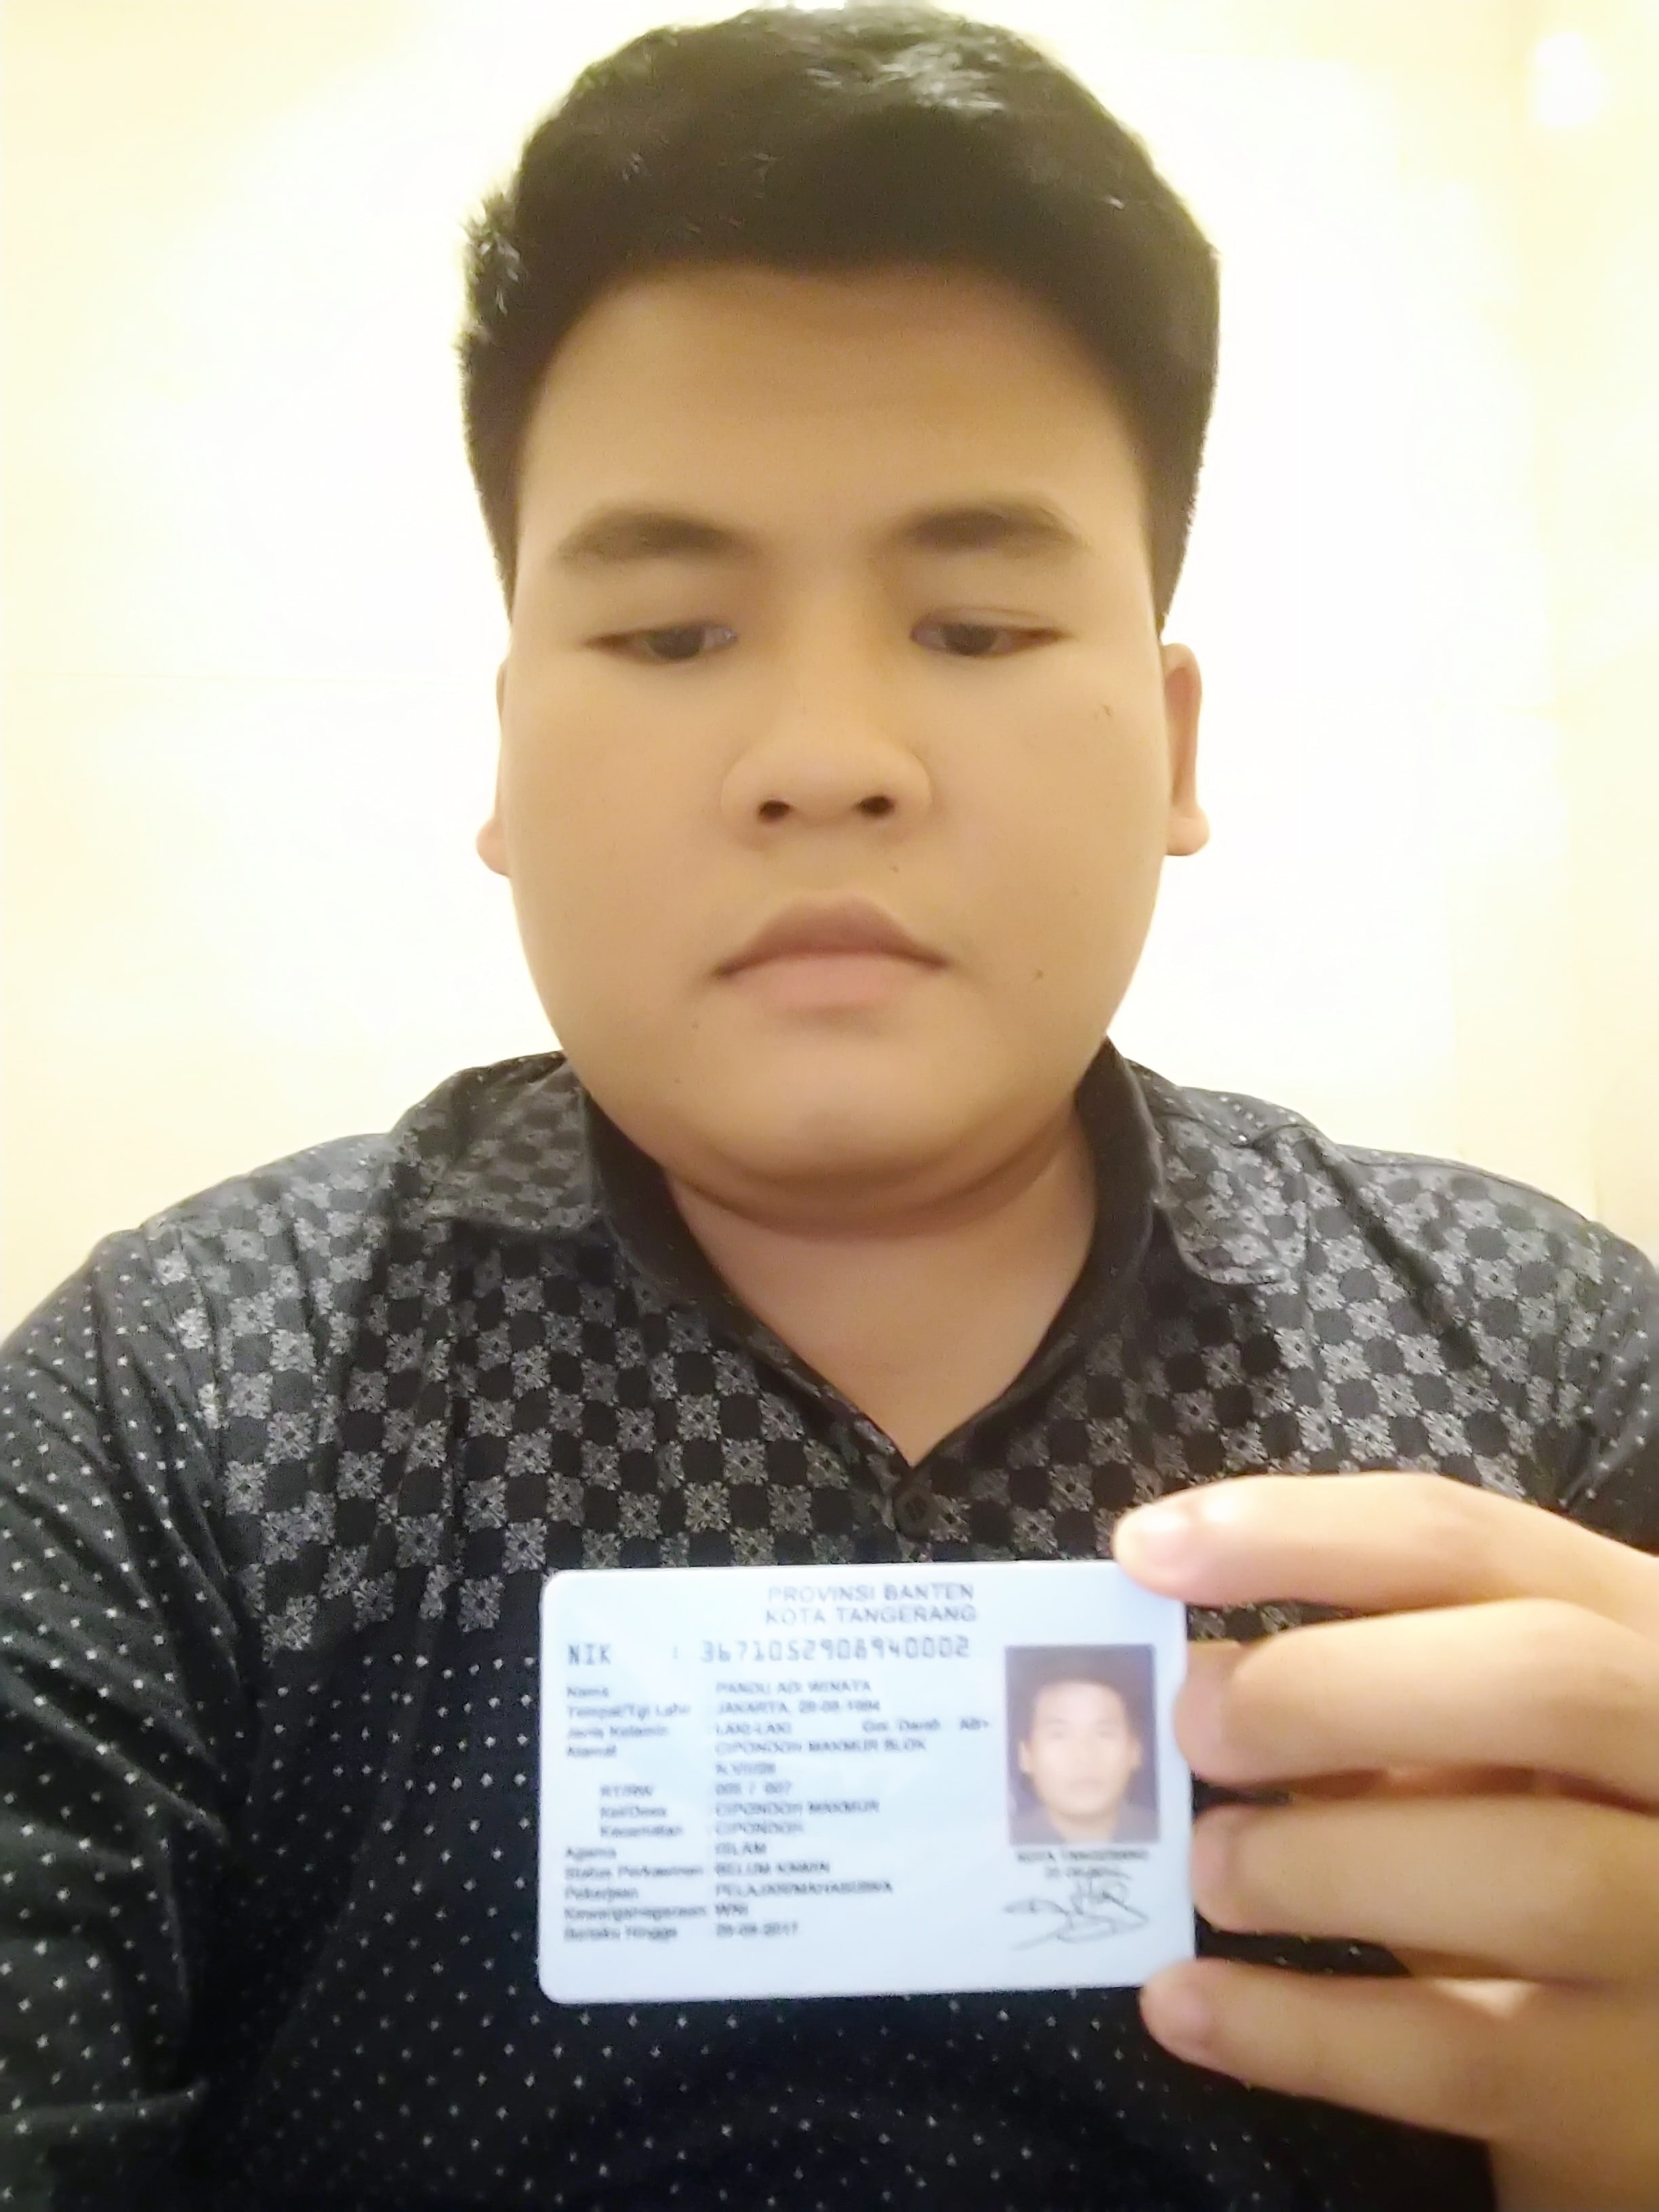 PROVINSI BANTEN
KOTA TANGERANG
NIK : 3671052908940002
Nama : PANDU ADI WINATA
Tempat/Tgl Lahir : JAKARTA, 29-08-1994
Jenis Kelamin : LAKI-LAKI Gol. Darah : AB+
Alamat : CIPONDOH MAKMUR BLOK
RT/RW : 005 / 007
Kel/Desa : CIPONDOH MAKMUR
Kecamatan : CIPONDOH
Agama : ISLAM
Status Perkawinan : BELUM KAWIN
Pekerjaan : PELAJAR/MAHASISWA
Kewarganegaraan : WNI
Berlaku Hingga : 29-08-2017
KOTA TANGERANG